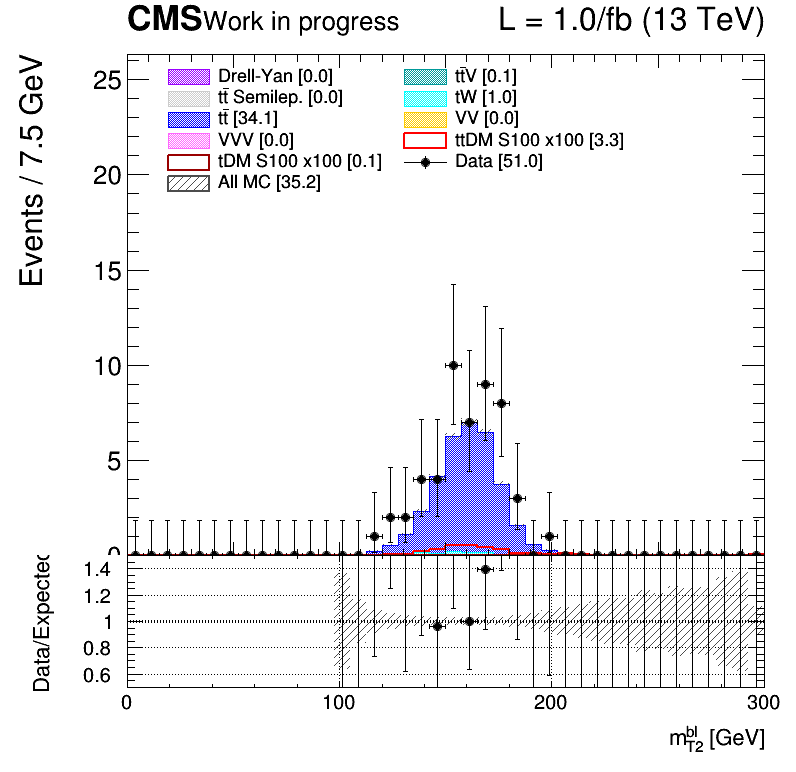 CMS Work in progress L = 1.0/fb (13 TeV)
Events / 7.5 GeV
25
20
15
10
5
0
Drell-Yan [0.0]
tt̄ Semilep. [0.0]
tt̄ [34.1]
VVV [0.0]
tDM S100 x100 [0.1]
All MC [35.2]
tt̄V [0.1]
tW [1.0]
VV [0.0]
ttDM S100 x100 [3.3]
Data [51.0]
Data/Expected
1.4
1.2
1
0.8
0.6
0 100 200 300
m_T2^bl [GeV]